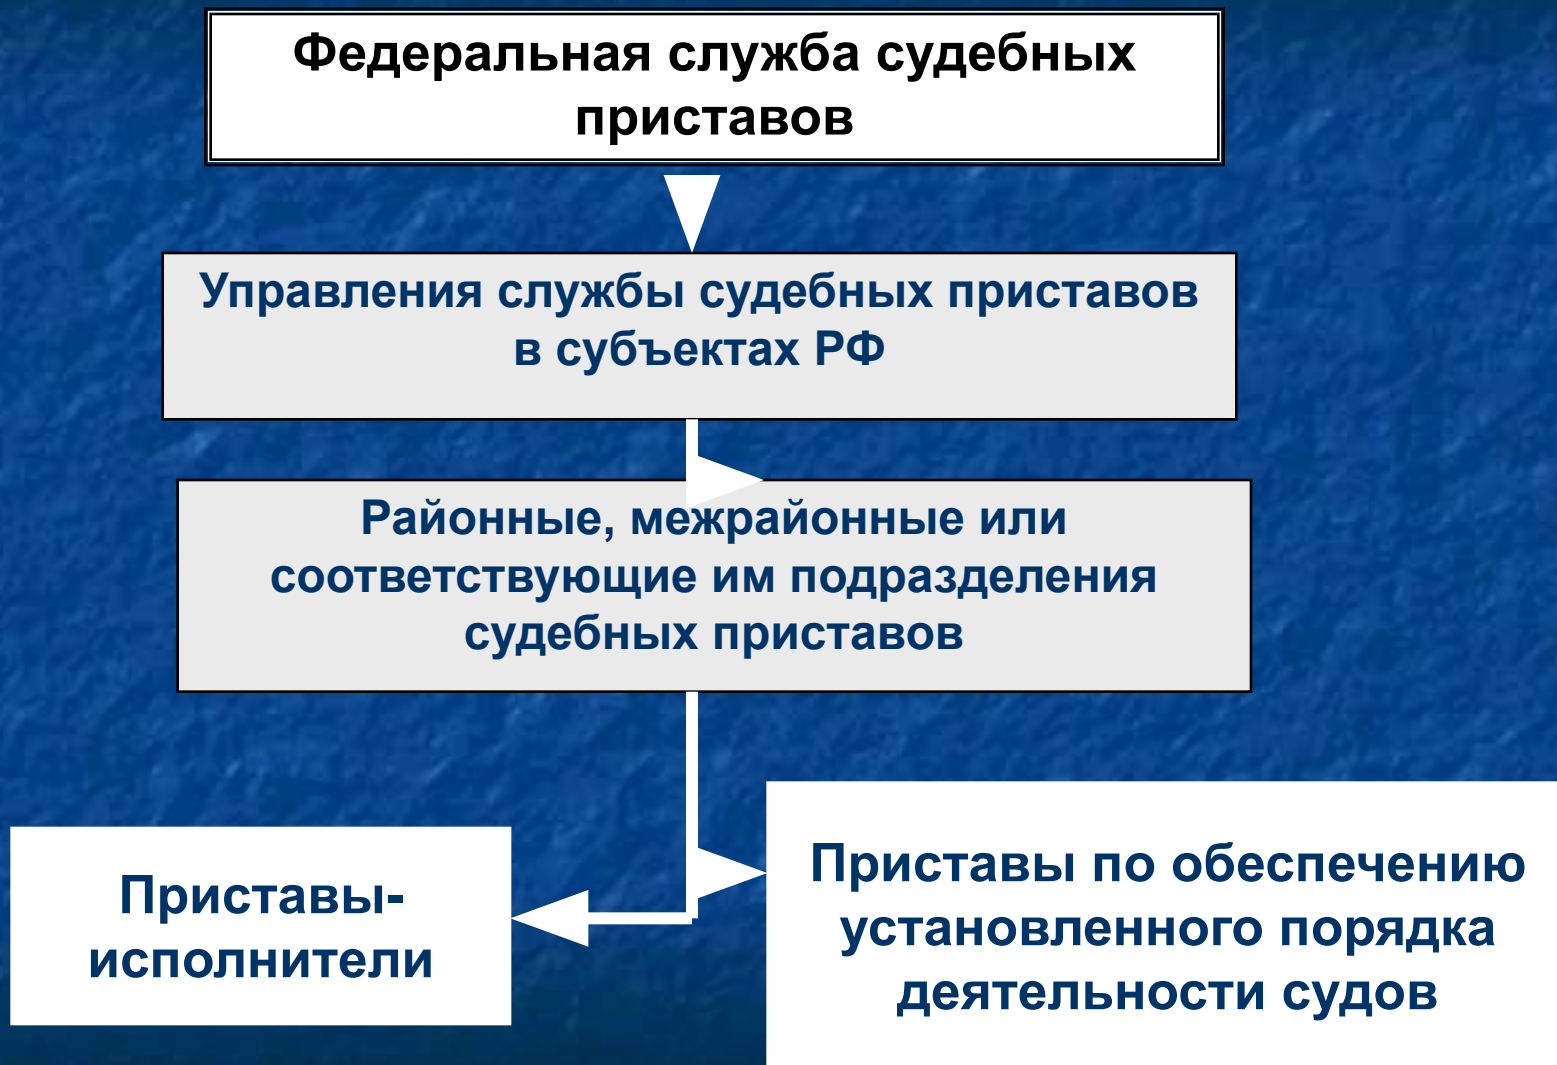 Федеральная служба судебных
приставов
Управления службы судебных приставов
в субъектах РФ
Районные, межрайонные или
соответствующие им подразделения
судебных приставов
Приставы-
исполнители
Приставы по обеспечению
установленного порядка
деятельности судов